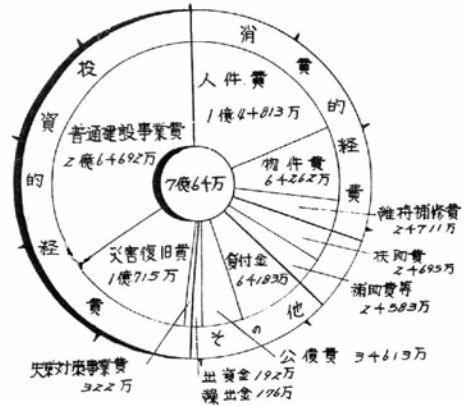 消費的経費
人件費
1億44813万
物件費
64262万
維持補修費
24711万
扶助費
24695万
補助費等
24583万
その他
公債費 34613万
貸付金
64183万
出資金192万
繰出金176万
投資的経費
普通建設事業費
2億64692万
災害復旧費
1億715万
失業対策事業費
322万
7億64万